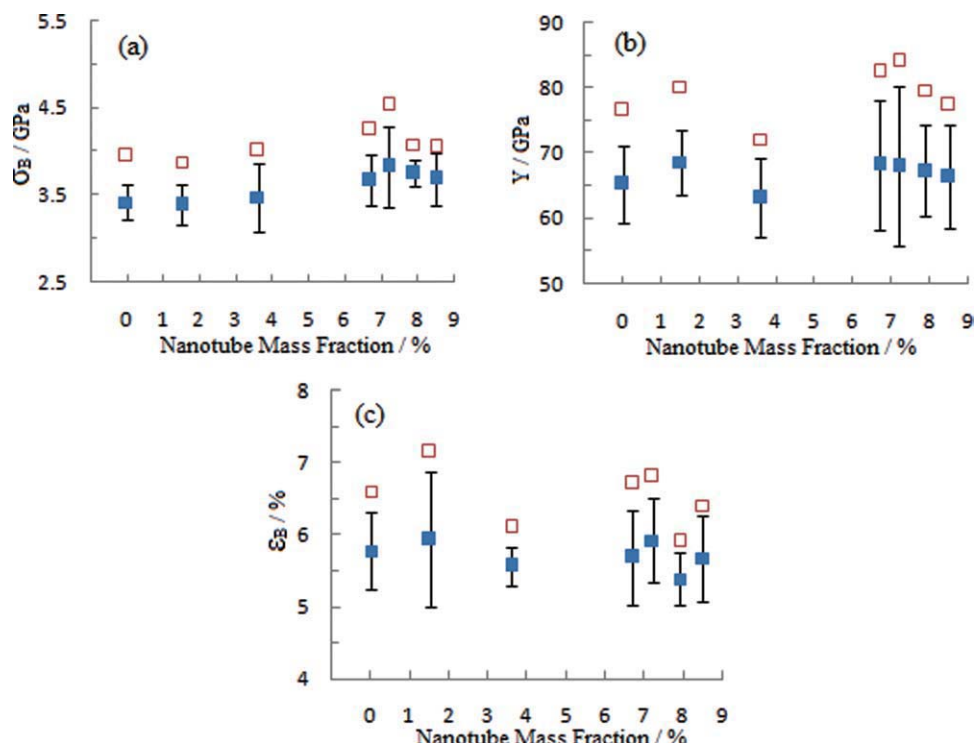 (a)
σB / GPa
5.5
4.5
3.5
2.5
0 1 2 3 4 5 6 7 8 9
Nanotube Mass Fraction / %
(b)
Y / GPa
90
80
70
60
50
0 1 2 3 4 5 6 7 8 9
Nanotube Mass Fraction / %
(c)
εB / %
8
7
6
5
4
0 1 2 3 4 5 6 7 8 9
Nanotube Mass Fraction / %